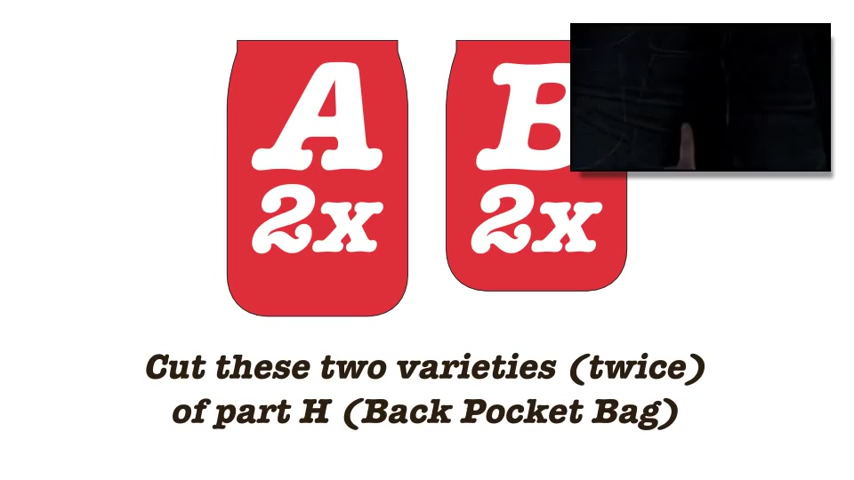 A B
2x 2x
Cut these two varieties (twice)
of part H (Back Pocket Bag)